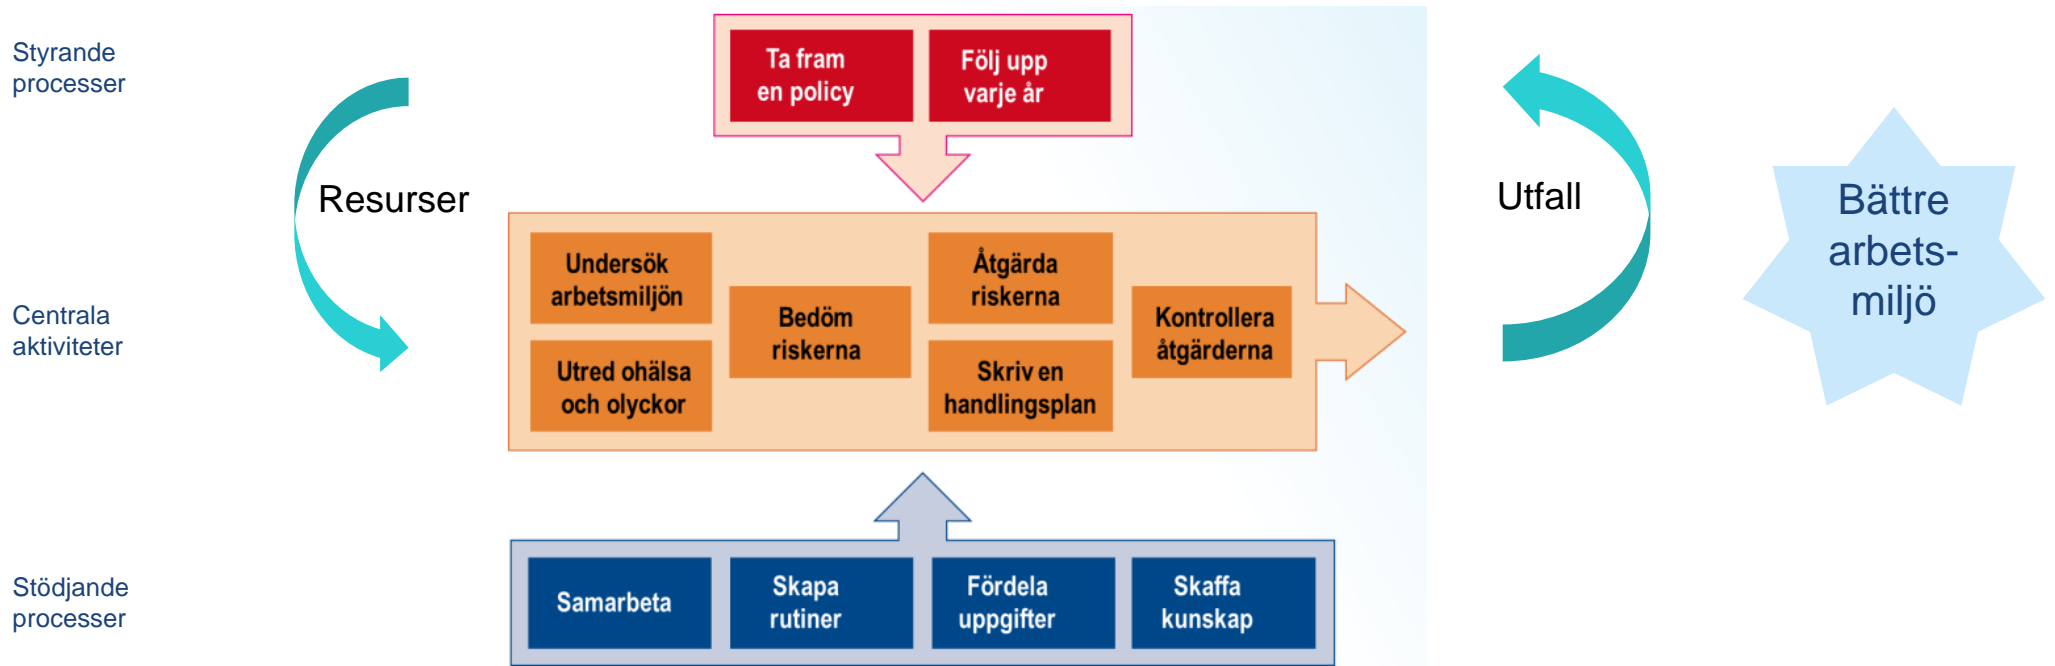 Styrande
processer
Ta fram
en policy
Följ upp
varje år
Resurser
Utfall
Bättre
arbets-
miljö
Centrala
aktiviteter
Undersök
arbetsmiljön
Utred ohälsa
och olyckor
Bedöm
riskerna
Åtgärda
riskerna
Skriv en
handlingsplan
Kontrollera
åtgärderna
Stödjande
processer
Samarbeta
Skapa
rutiner
Fördela
uppgifter
Skaffa
kunskap